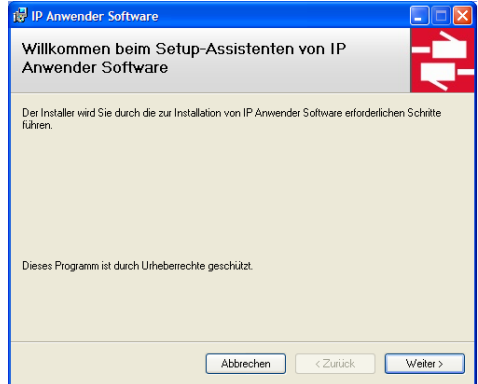 IP Anwender Software
Willkommen beim Setup-Assistenten von IP
Anwender Software
Der Installer wird Sie durch die zur Installation von IP Anwender Software erforderlichen Schritte
führen.
Dieses Programm ist durch Urheberrechte geschützt.
Abbrechen
< Zurück
Weiter >